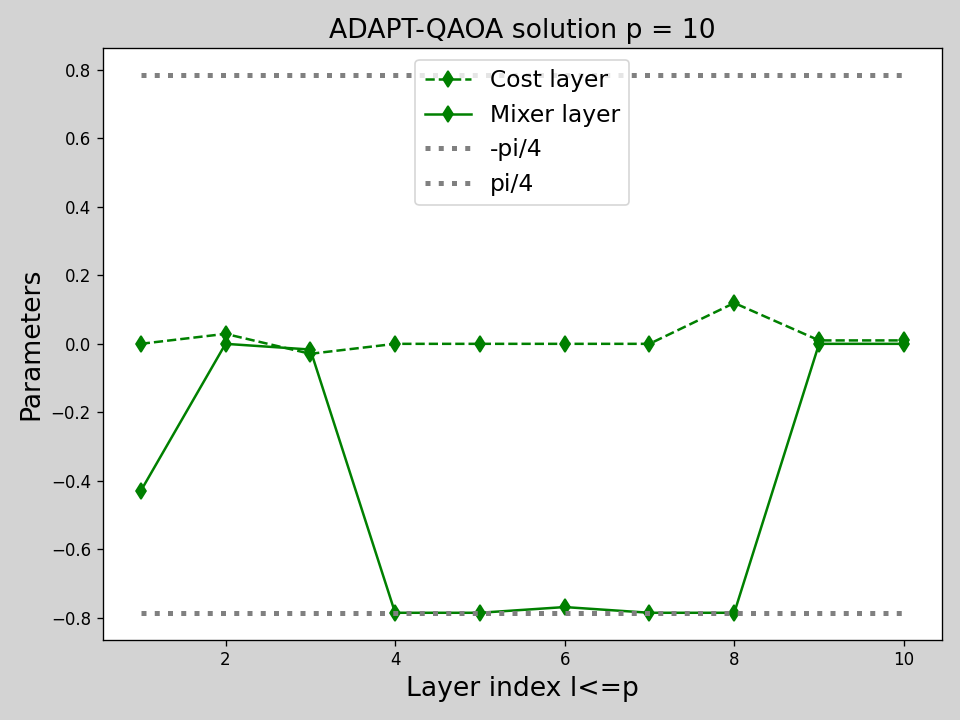 ADAPT-QAOA solution p = 10
Cost layer
Mixer layer
-pi/4
pi/4
Parameters
0.8
0.6
0.4
0.2
0.0
−0.2
−0.4
−0.6
−0.8
2 4 6 8 10
Layer index l<=p